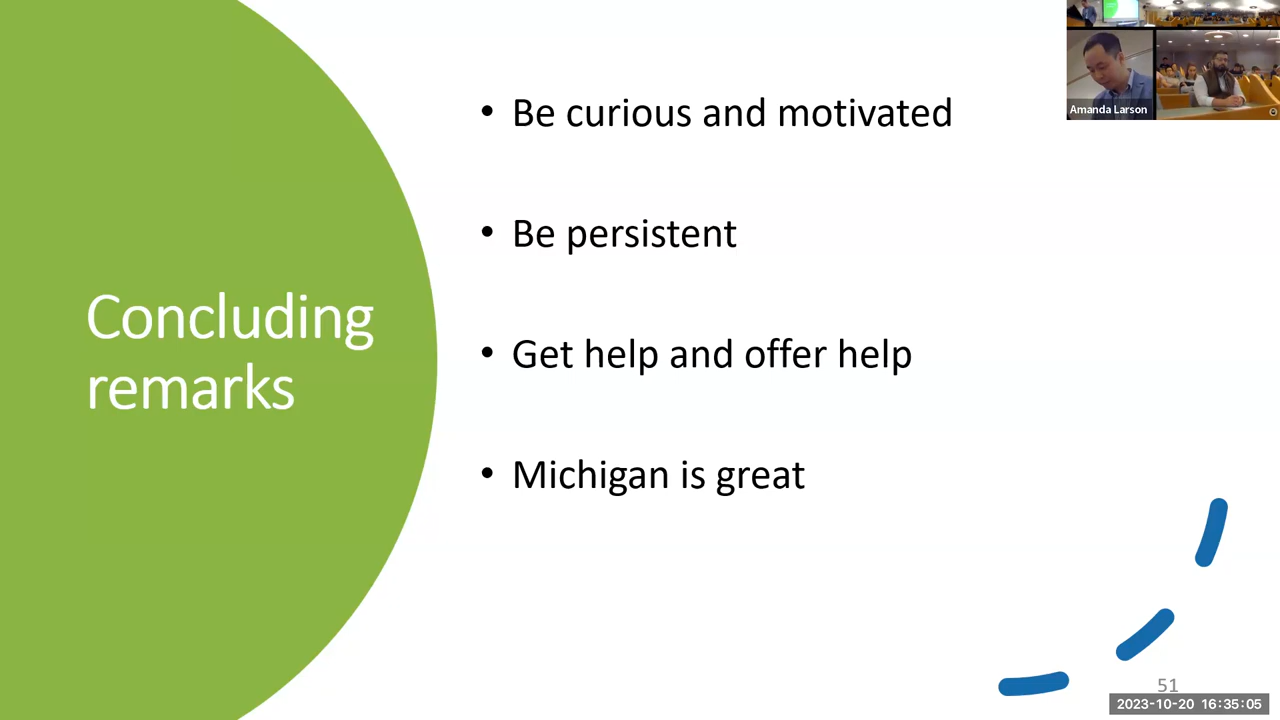 Concluding
remarks
• Be curious and motivated
• Be persistent
• Get help and offer help
• Michigan is great
Amanda Larson
51
2023-10-20 16:35:05